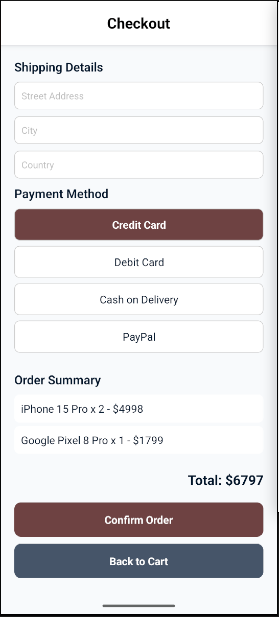 Checkout
Shipping Details
Street Address
City
Country
Payment Method
Credit Card
Debit Card
Cash on Delivery
PayPal
Order Summary
iPhone 15 Pro x 2 - $4998
Google Pixel 8 Pro x 1 - $1799
Total: $6797
Confirm Order
Back to Cart